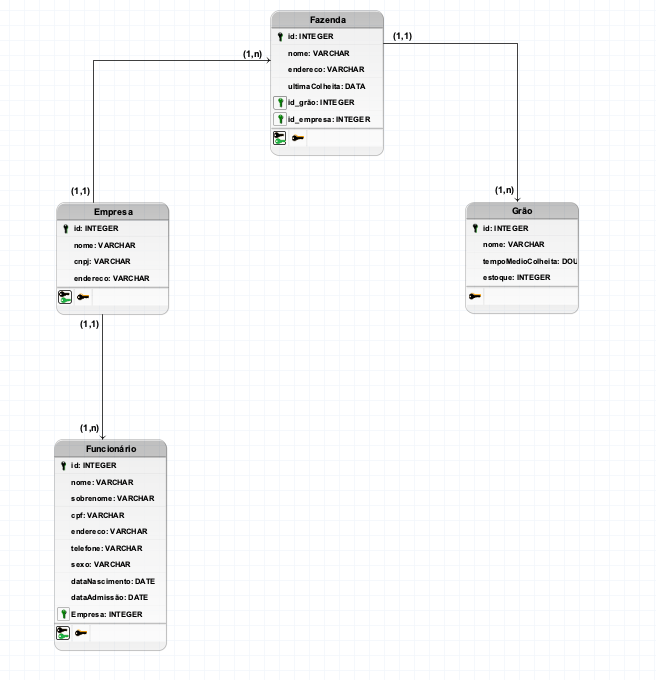 Fazenda
id: INTEGER
nome: VARCHAR
endereco: VARCHAR
ultimaColheita: DATA
id_grão: INTEGER
id_empresa: INTEGER
(1,n)
(1,1)
(1,1)
(1,n)
Empresa
id: INTEGER
nome: VARCHAR
cnpj: VARCHAR
endereco: VARCHAR
Grão
id: INTEGER
nome: VARCHAR
tempoMedioColheita: DOU
estoque: INTEGER
(1,1)
(1,n)
Funcionário
id: INTEGER
nome: VARCHAR
sobrenome: VARCHAR
cpf: VARCHAR
endereco: VARCHAR
telefone: VARCHAR
sexo: VARCHAR
dataNascimento: DATE
dataAdmissão: DATE
Empresa: INTEGER